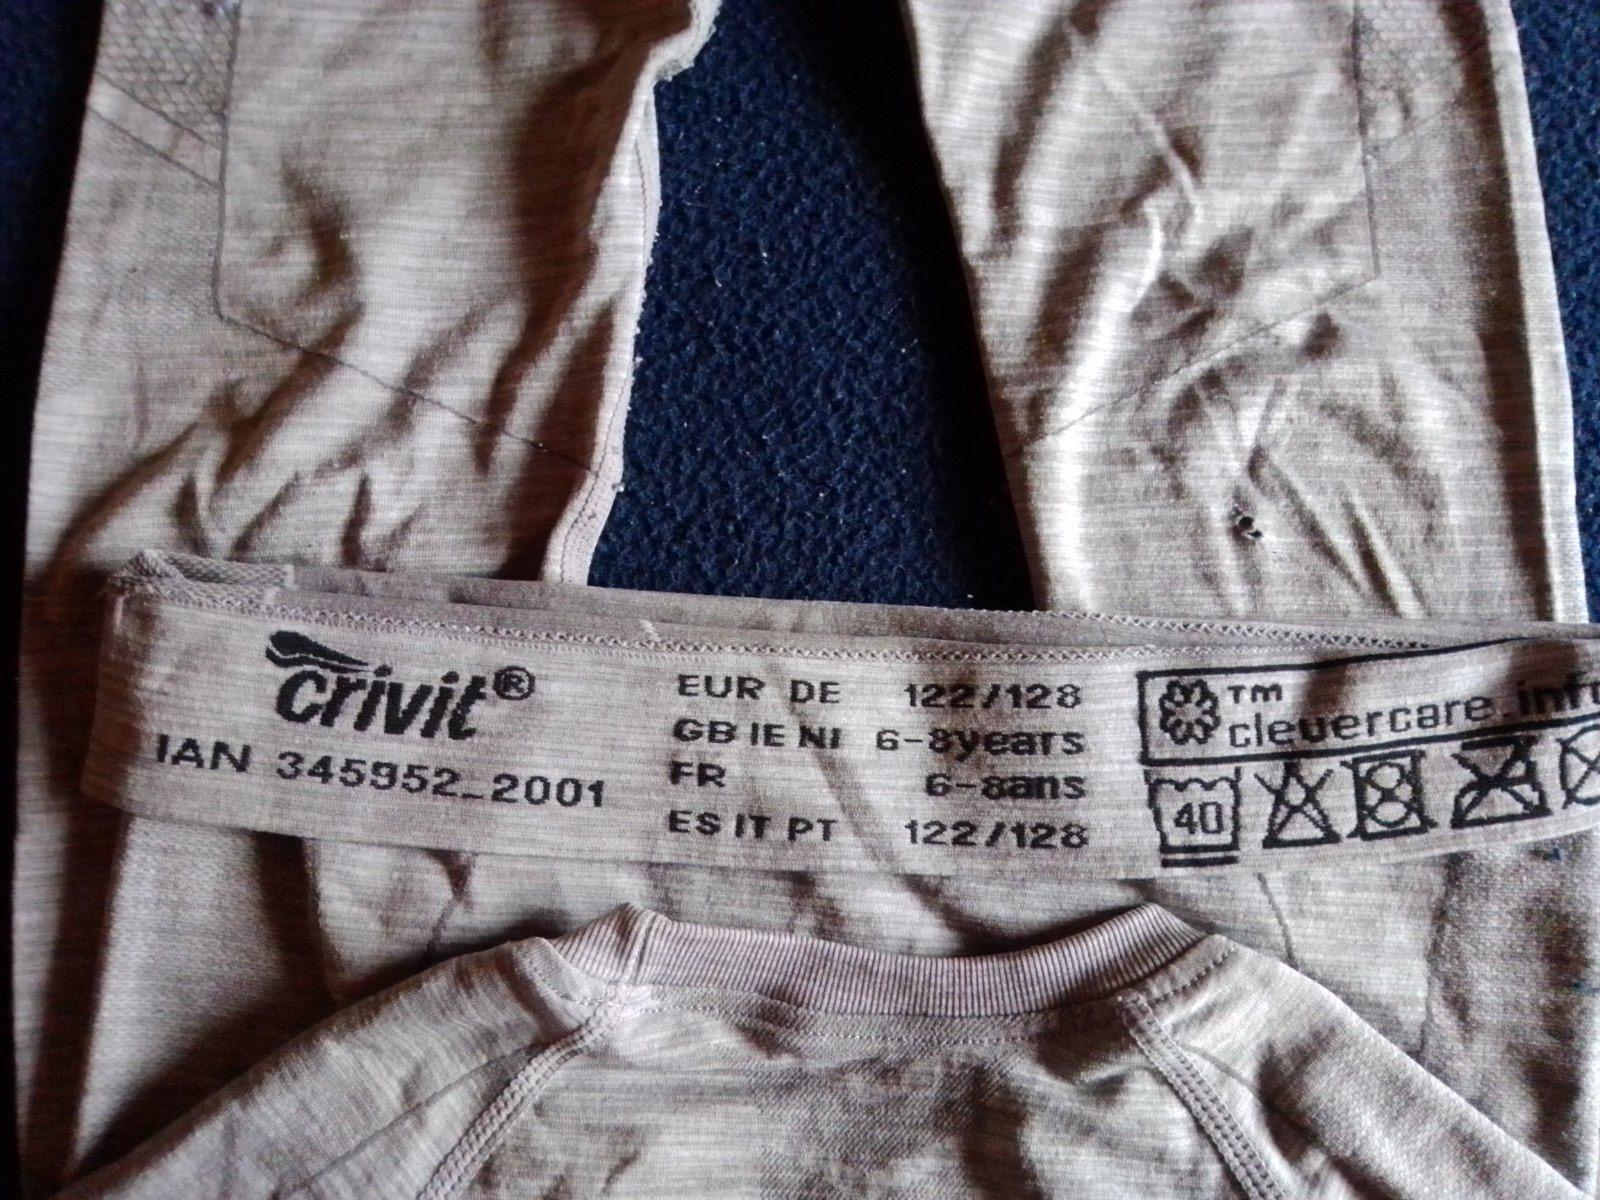 crivit®
IAN 345952_2001
EUR DE 122/128
GB IE NI 6-8years
FR 6-8ans
ES IT PT 122/128
™
clevercare.info
40